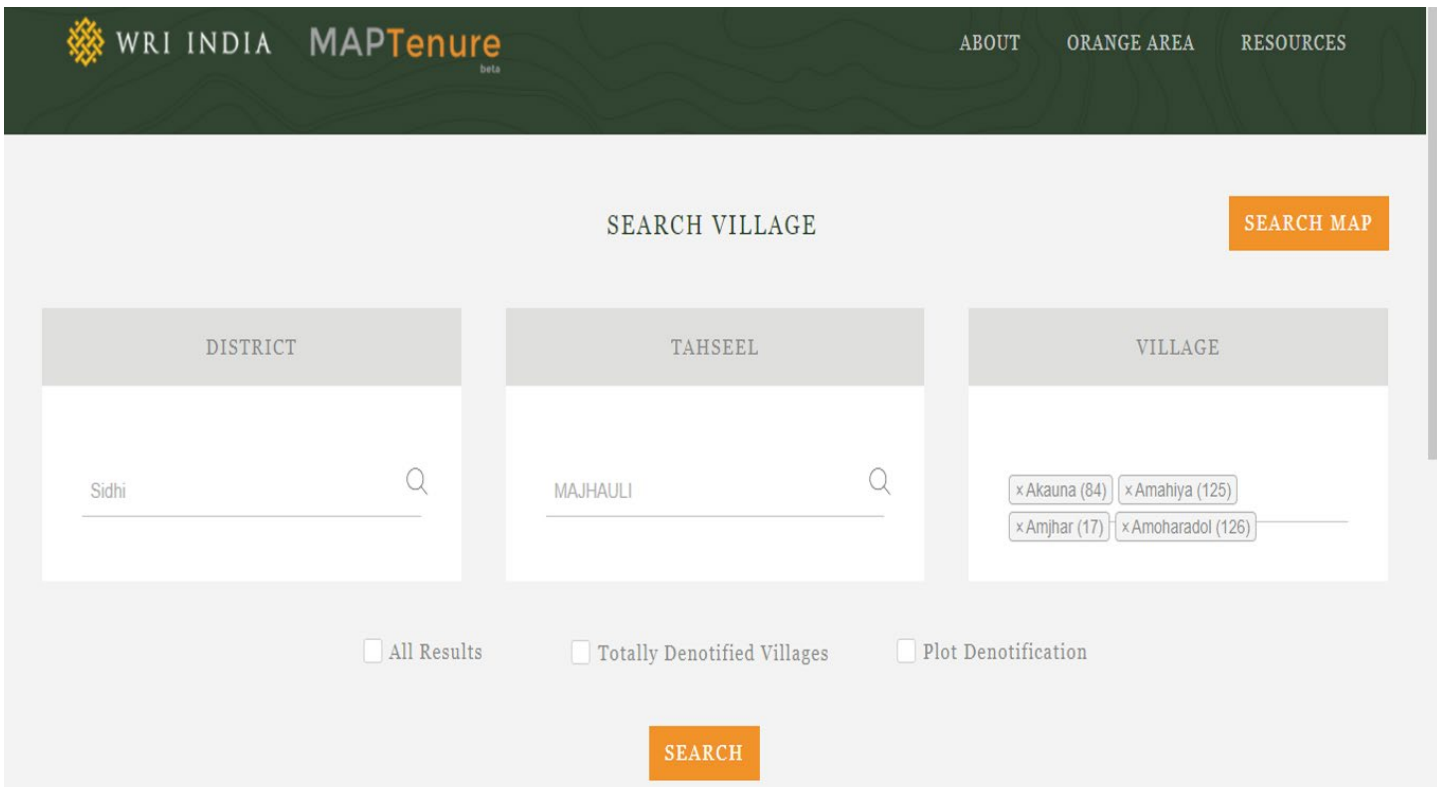 WRI INDIA MAPTenure
beta
ABOUT ORANGE AREA RESOURCES
SEARCH VILLAGE
SEARCH MAP
DISTRICT TAHSEEL VILLAGE
Sidhi MAJHAULI ×Akauna (84) ×Amahiya (125)
×Amjhar (17) ×Amoharadol (126)
All Results Totally Denotified Villages Plot Denotification
SEARCH